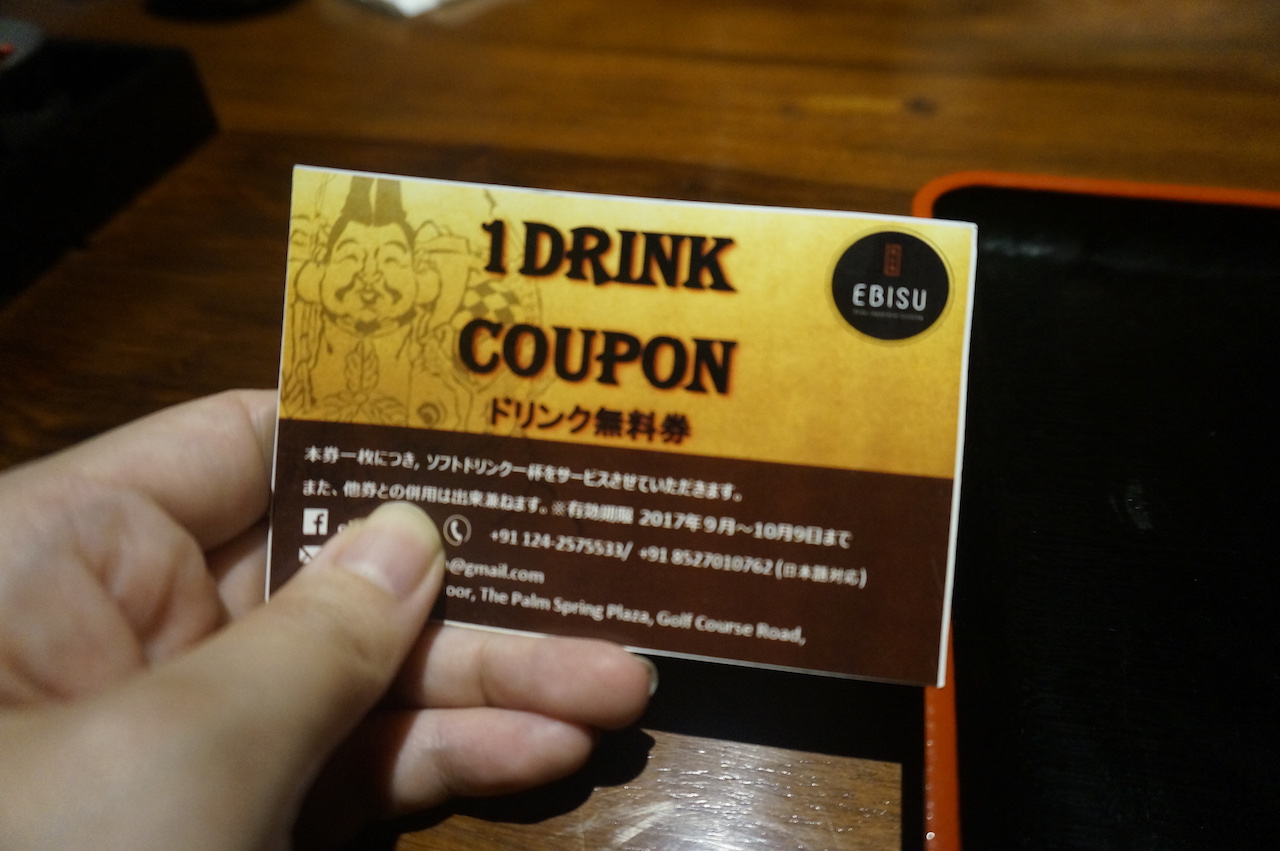 1 DRINK
COUPON
EBISU
ドリンク無料券
本券一枚につき, ソフトドリンク一杯をサービスさせていただきます。
また、他券との併用は出来兼ねます。※有効期限 2017年9月～10月9日まで
+91 124-2575533/ +91 8527010762 (日本語対応)
@gmail.com
oor, The Palm Spring Plaza, Golf Course Road,